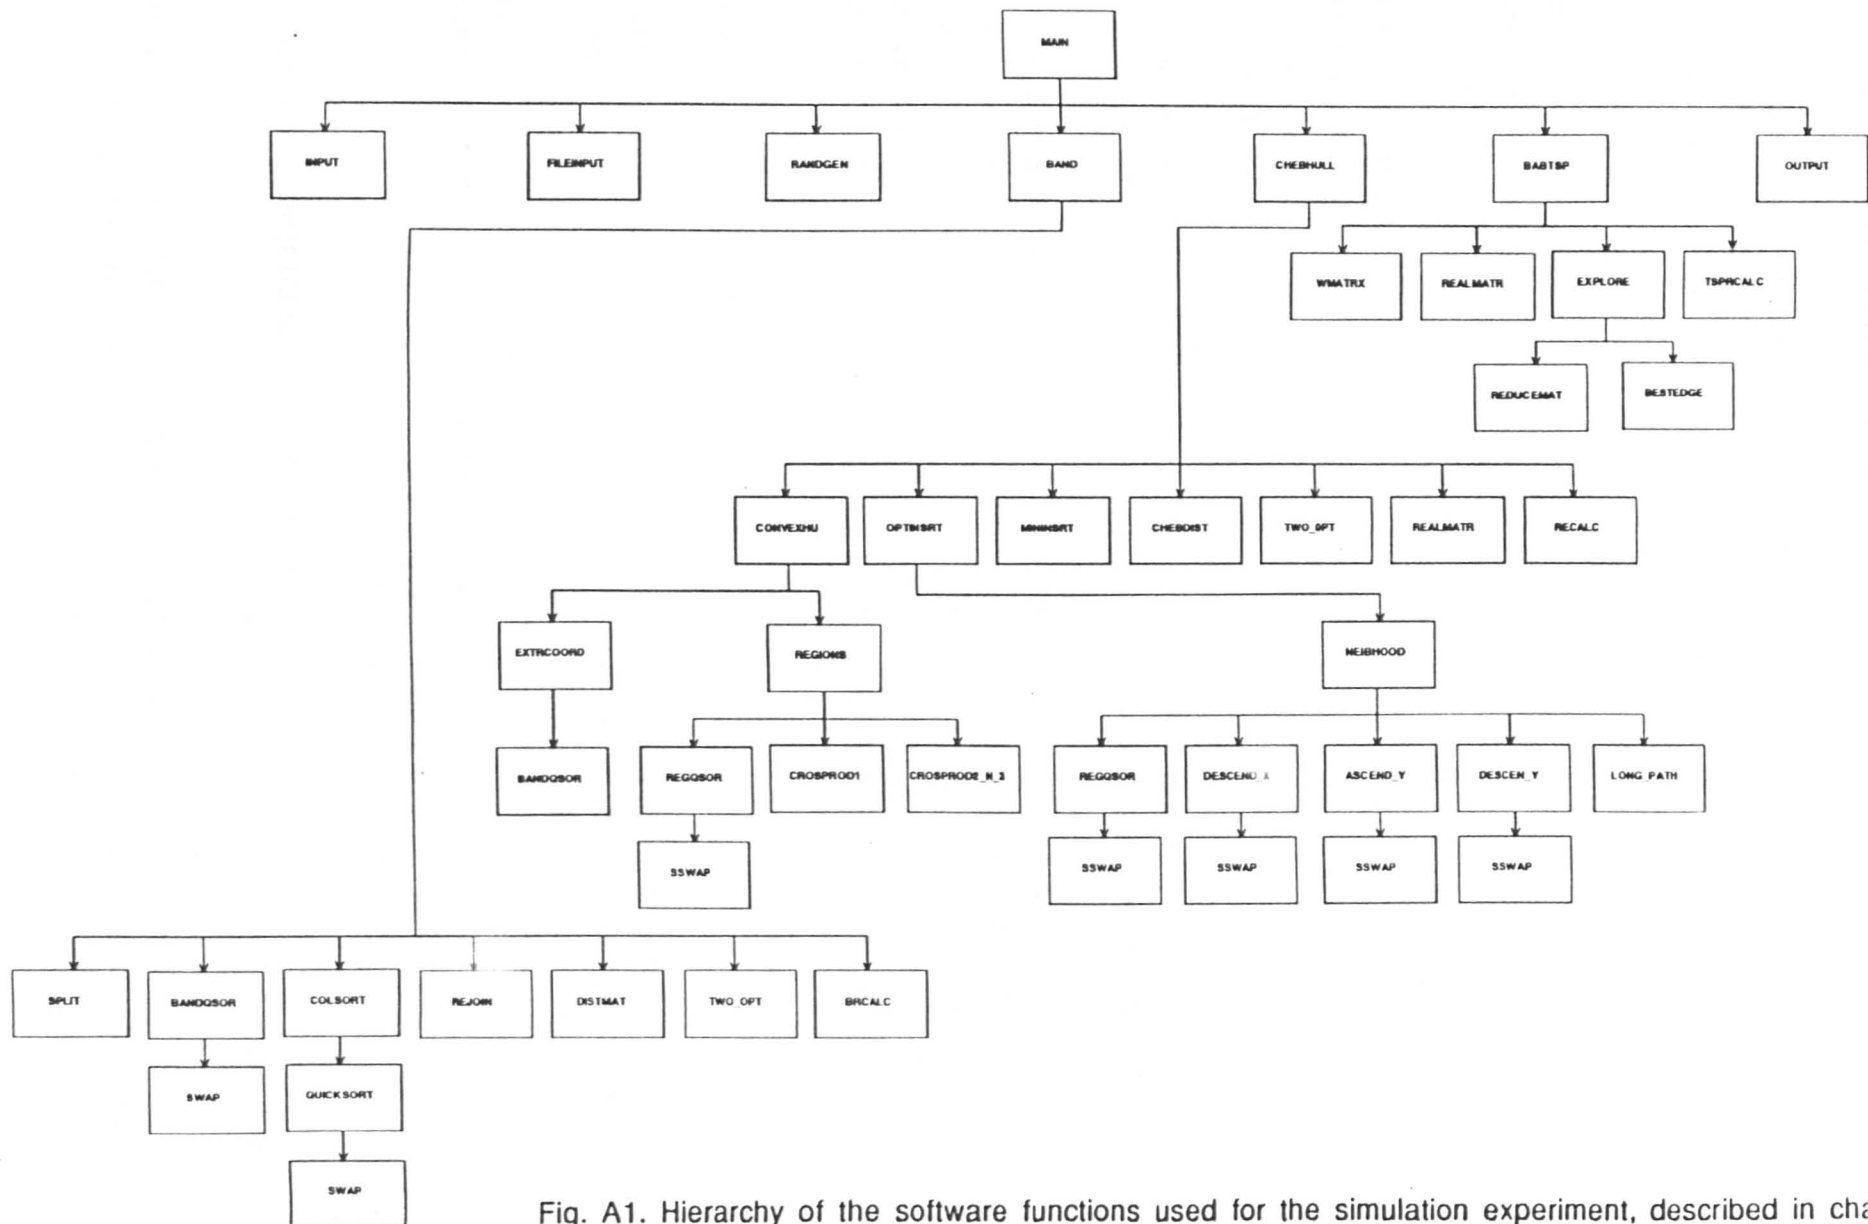 MAIN
INPUT
FILEINPUT
RANDGEN
BAND
CHEBHULL
BABTSP
OUTPUT
WMATRX
REALMATR
EXPLORE
TSPRCALC
REDUCEMAT
BESTEDGE
CONVEXHU
OPTINSRT
MININSRT
CHEBDIST
TWO_OPT
REALMATR
RECALC
EXTRCOORD
REGIONS
NEIBHOOD
BANDQSOR
REGQSOR
CROSPROD1
CROSPROD2_N_3
REGQSOR
DESCEND_X
ASCEND_Y
DESCEN_Y
LONG_PATH
SSWAP
SSWAP
SSWAP
SSWAP
SSWAP
SPLIT
BANDQSOR
COLSORT
REJOIN
DISTMAT
TWO_OPT
BRCALC
SWAP
QUICKSORT
SWAP
Fig. A1. Hierarchy of the software functions used for the simulation experiment, described in cha